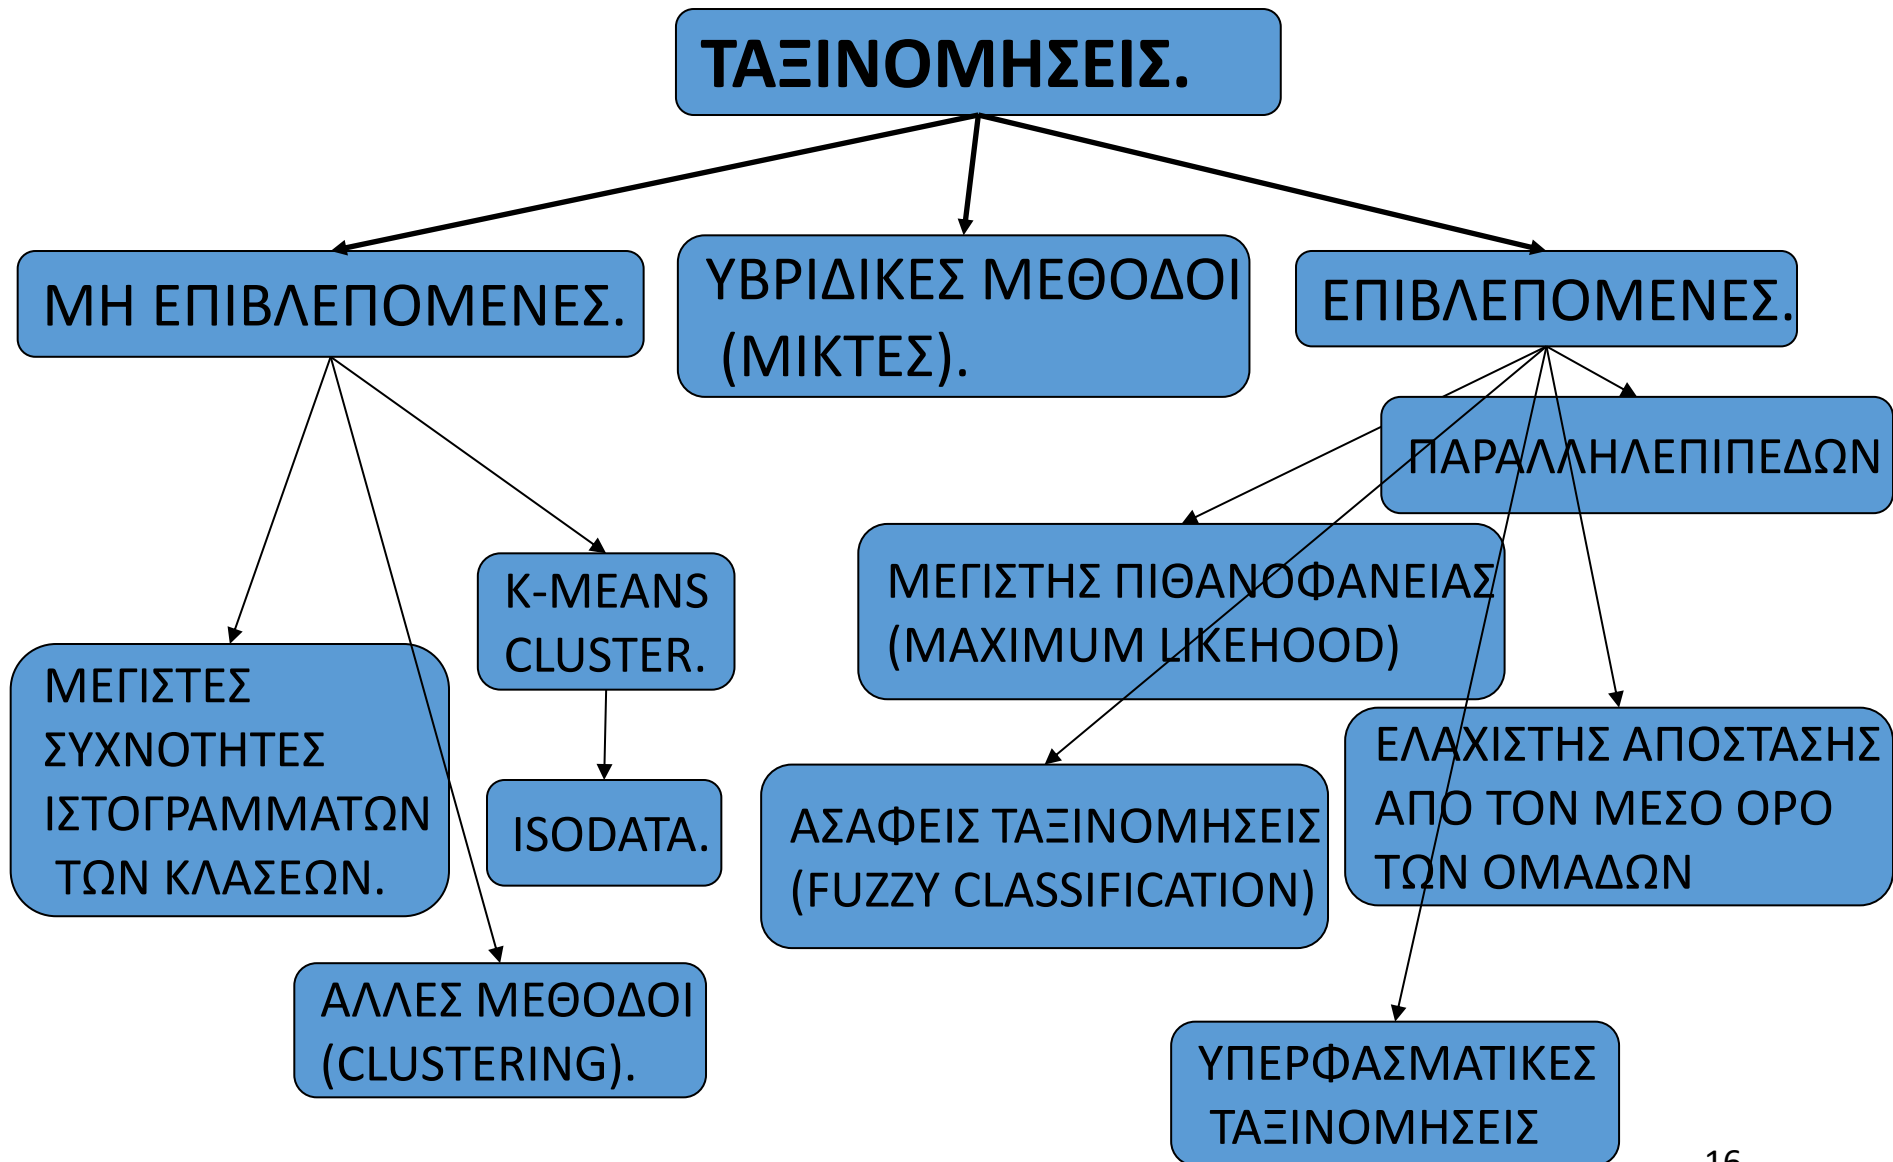 ΤΑΞΙΝΟΜΗΣΕΙΣ.
ΜΗ ΕΠΙΒΛΕΠΟΜΕΝΕΣ.
ΥΒΡΙΔΙΚΕΣ ΜΕΘΟΔΟΙ
(ΜΙΚΤΕΣ).
ΕΠΙΒΛΕΠΟΜΕΝΕΣ.
ΠΑΡΑΛΛΗΛΕΠΙΠΕΔΩΝ
K-MEANS
CLUSTER.
ΜΕΓΙΣΤΗΣ ΠΙΘΑΝΟΦΑΝΕΙΑΣ
(MAXIMUM LIKEHOOD)
ΜΕΓΙΣΤΕΣ
ΣΥΧΝΟΤΗΤΕΣ
ΙΣΤΟΓΡΑΜΜΑΤΩΝ
ΤΩΝ ΚΛΑΣΕΩΝ.
ISODATA.
ΑΣΑΦΕΙΣ ΤΑΞΙΝΟΜΗΣΕΙΣ
(FUZZY CLASSIFICATION)
ΕΛΑΧΙΣΤΗΣ ΑΠΟΣΤΑΣΗΣ
ΑΠΟ ΤΟΝ ΜΕΣΟ ΟΡΟ
ΤΩΝ ΟΜΑΔΩΝ
ΑΛΛΕΣ ΜΕΘΟΔΟΙ
(CLUSTERING).
ΥΠΕΡΦΑΣΜΑΤΙΚΕΣ
ΤΑΞΙΝΟΜΗΣΕΙΣ
16